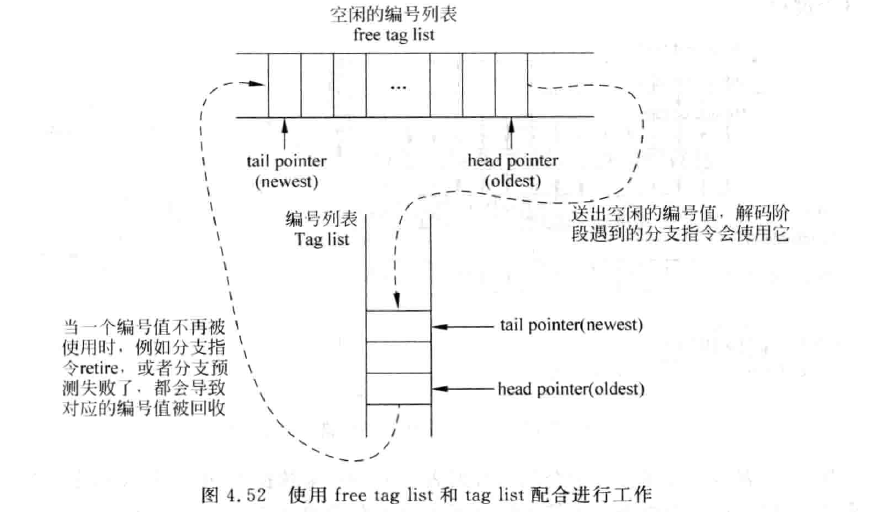 空闲的编号列表
free tag list
...
tail pointer
(newest)
head pointer
(oldest)
编号列表
Tag list
送出空闲的编号值，解码阶
段遇到的分支指令会使用它
tail pointer(newest)
head pointer(oldest)
当一个编号值不再被
使用时，例如分支指
令retire，或者分支预
测失败了，都会导致
对应的编号值被回收
图 4.52 使用 free tag list 和 tag list 配合进行工作